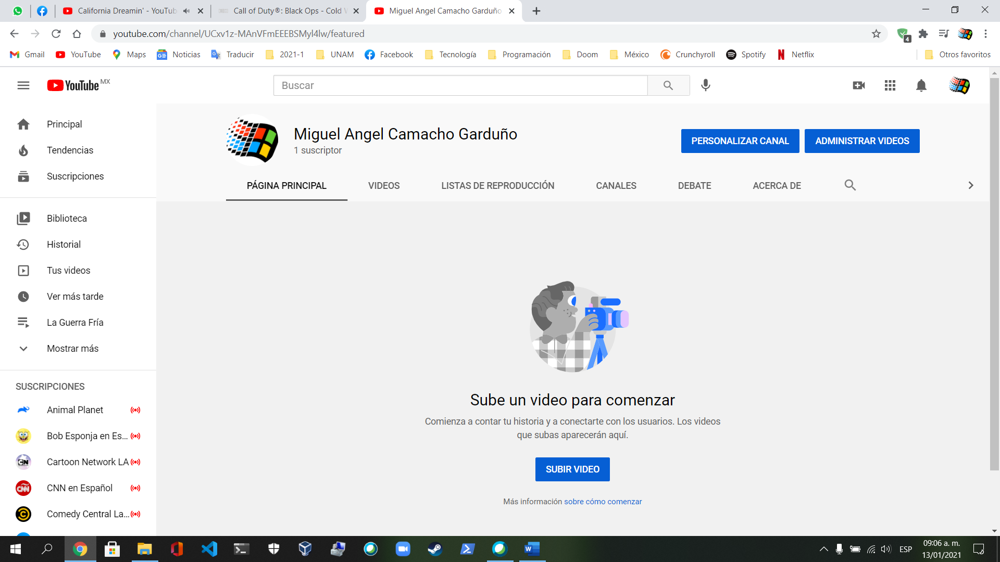 California Dreamin' - YouTub
Call of Duty®: Black Ops - Cold W
Miguel Angel Camacho Garduño
youtube.com/channel/UCxv1z-MAnVFmEEEBSMyl4lw/featured
4
Gmail YouTube Maps Noticias Traducir 2021-1 UNAM Facebook Tecnología Programación Doom México Crunchyroll Spotify Netflix Otros favoritos
YouTube MX
Buscar
Principal
Tendencias
Suscripciones
Biblioteca
Historial
Tus videos
Ver más tarde
La Guerra Fría
Mostrar más
SUSCRIPCIONES
Animal Planet
Bob Esponja en Es...
Cartoon Network LA
CNN en Español
Comedy Central La...
Miguel Angel Camacho Garduño
1 suscriptor
PERSONALIZAR CANAL
ADMINISTRAR VIDEOS
PÁGINA PRINCIPAL VIDEOS LISTAS DE REPRODUCCIÓN CANALES DEBATE ACERCA DE
Sube un video para comenzar
Comienza a contar tu historia y a conectarte con los usuarios. Los videos
que subas aparecerán aquí.
SUBIR VIDEO
Más información sobre cómo comenzar
ESP
09:06 a. m.
13/01/2021